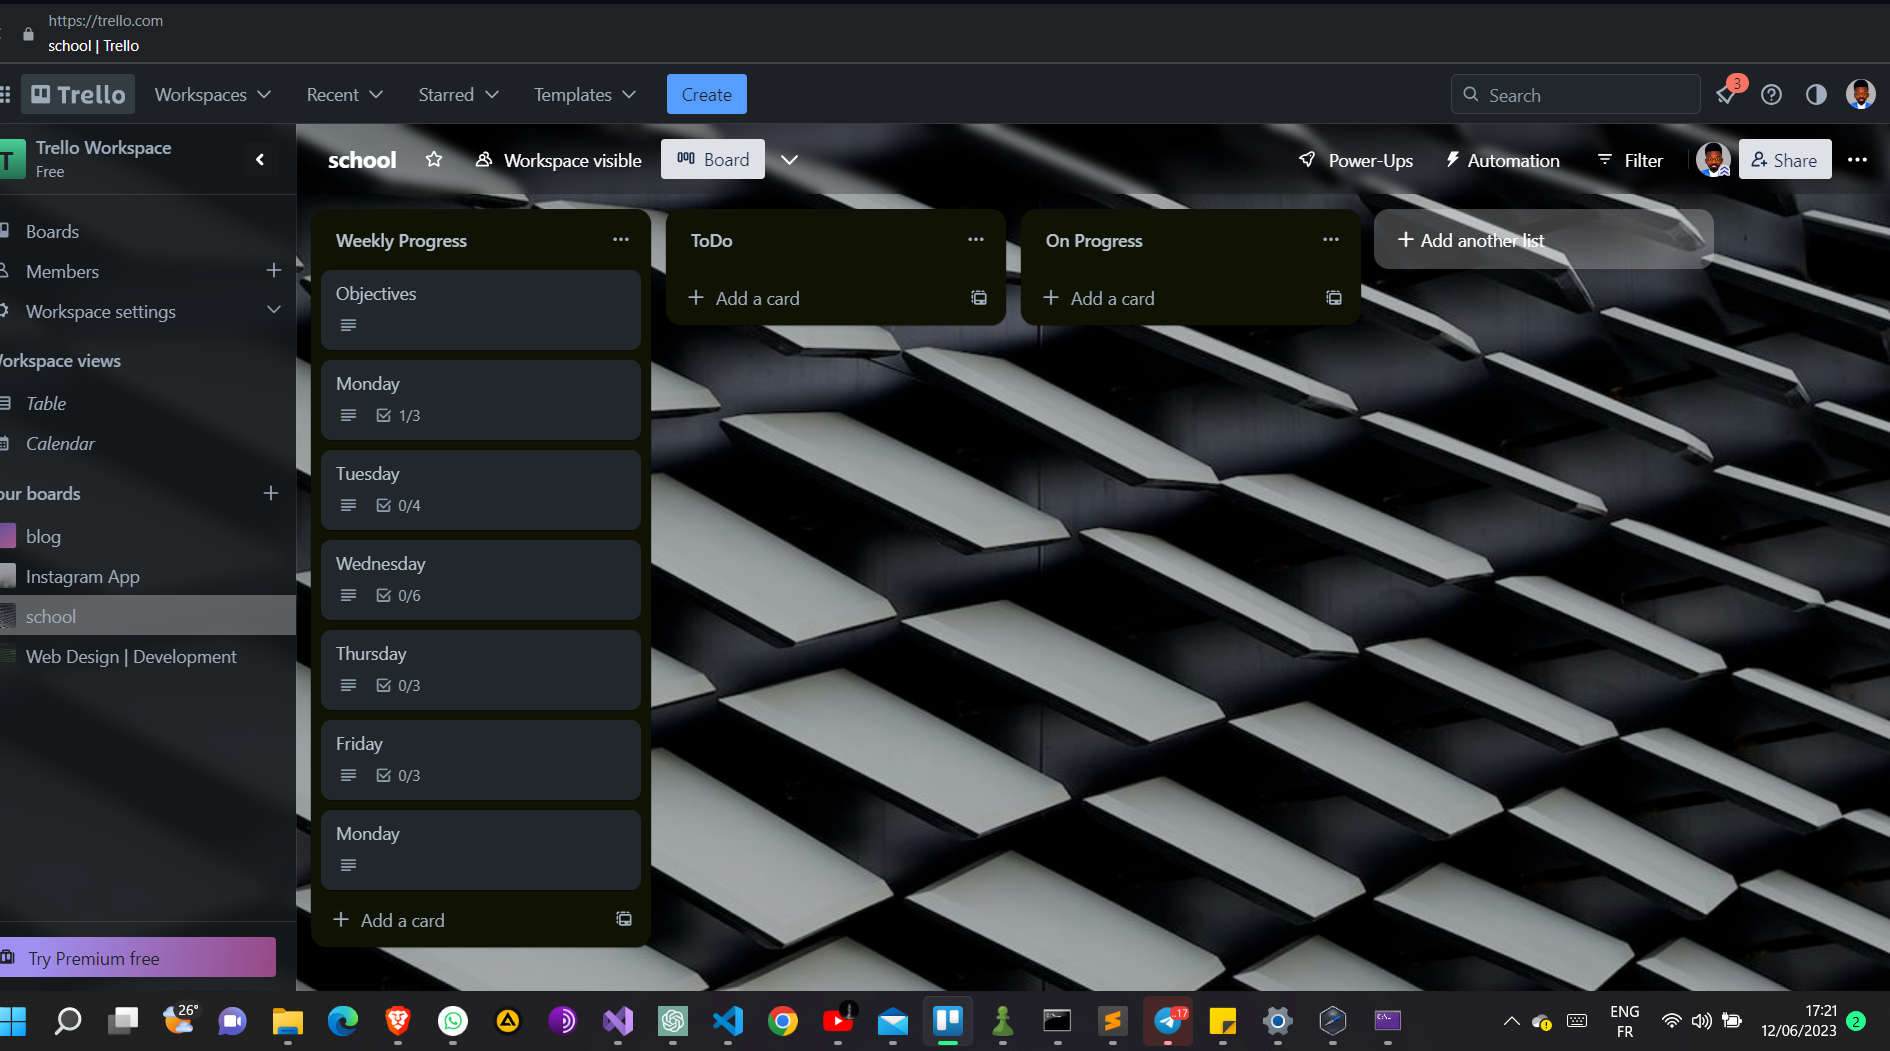 https://trello.com
school | Trello
Trello
Workspaces
Recent
Starred
Templates
Create
Search
3
T
Trello Workspace
Free
school
Workspace visible
Board
Power-Ups
Automation
Filter
Share
Boards
Members
Workspace settings
orkspace views
Table
Calendar
our boards
blog
Instagram App
school
Web Design | Development
Try Premium free
Weekly Progress
Objectives
Monday
1/3
Tuesday
0/4
Wednesday
0/6
Thursday
0/3
Friday
0/3
Monday
Add a card
ToDo
Add a card
On Progress
Add a card
Add another list
26°
17
ENG
FR
17:21
12/06/2023
2